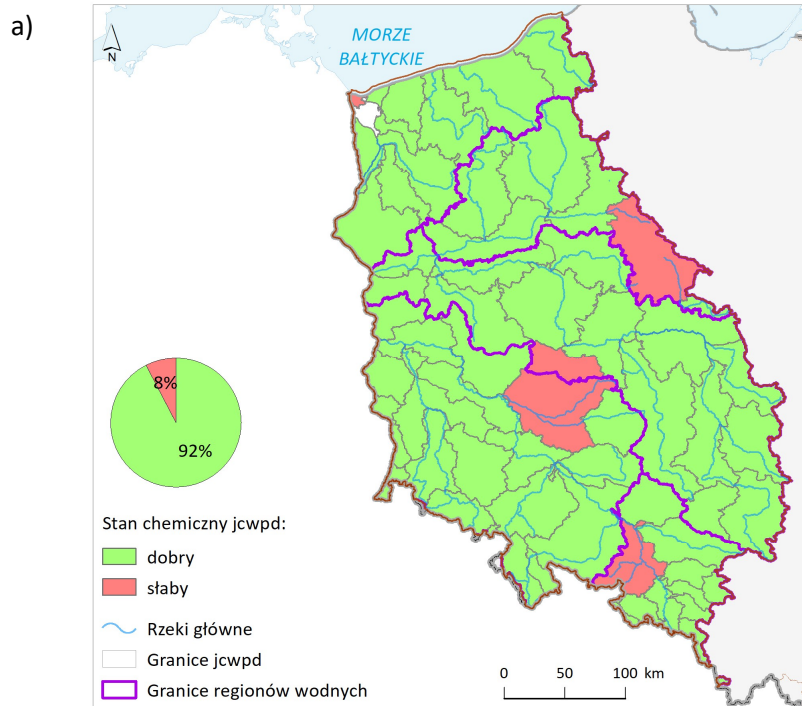 a)
N
MORZE
BAŁTYCKIE
8%
92%
Stan chemiczny jcwpd:
dobry
słaby
Rzeki główne
Granice jcwpd
Granice regionów wodnych
0 50 100 km